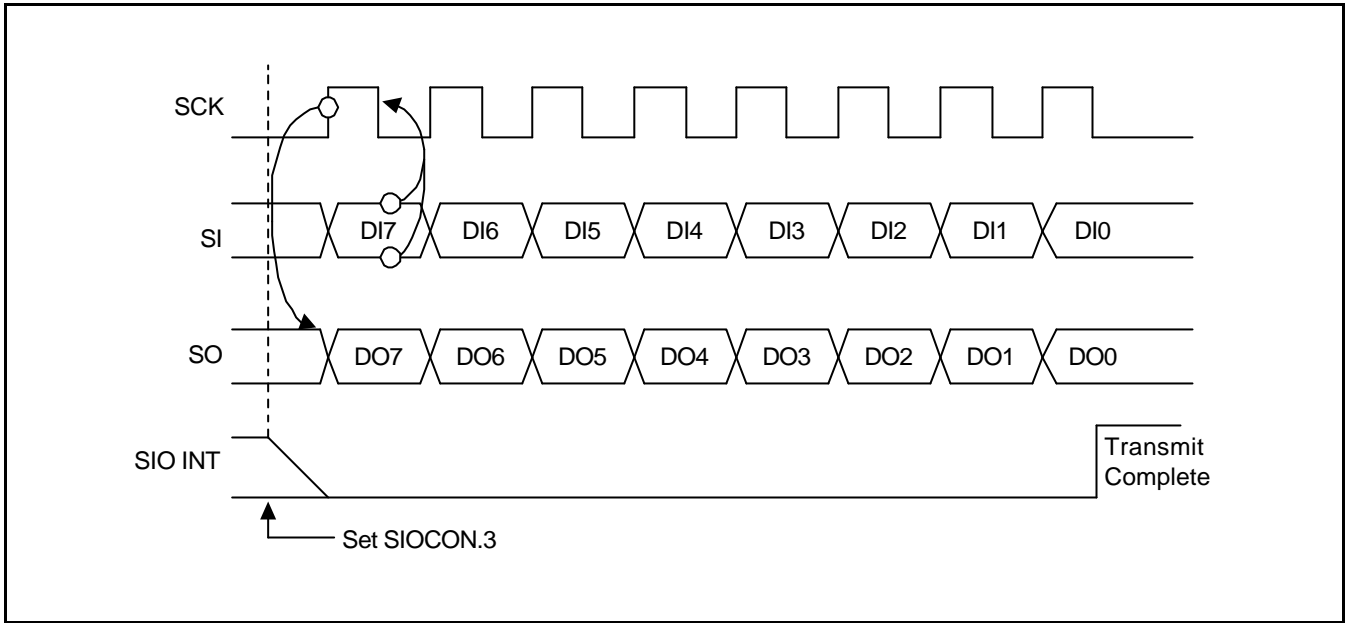 SCK
SI
DI7 DI6 DI5 DI4 DI3 DI2 DI1 DI0
SO
DO7 DO6 DO5 DO4 DO3 DO2 DO1 DO0
SIO INT
Transmit
Complete
Set SIOCON.3